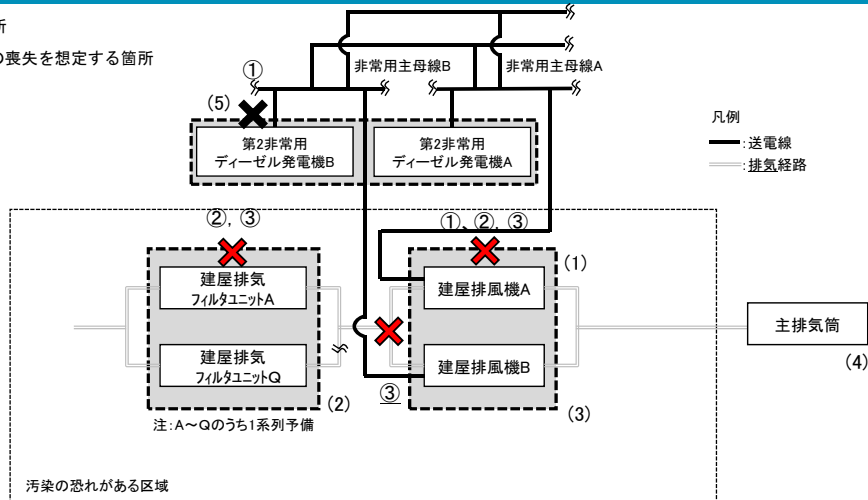 所
の喪失を想定する箇所
①
非常用主母線B
非常用主母線A
(5)
第2非常用
ディーゼル発電機B
第2非常用
ディーゼル発電機A
凡例
:送電線
:排気経路
②, ③
①、②, ③
建屋排気
フィルタユニットA
建屋排風機A
(1)
主排気筒
(4)
建屋排気
フィルタユニットQ
建屋排風機B
③
(2)
(3)
注:A~Qのうち1系列予備
汚染の恐れがある区域